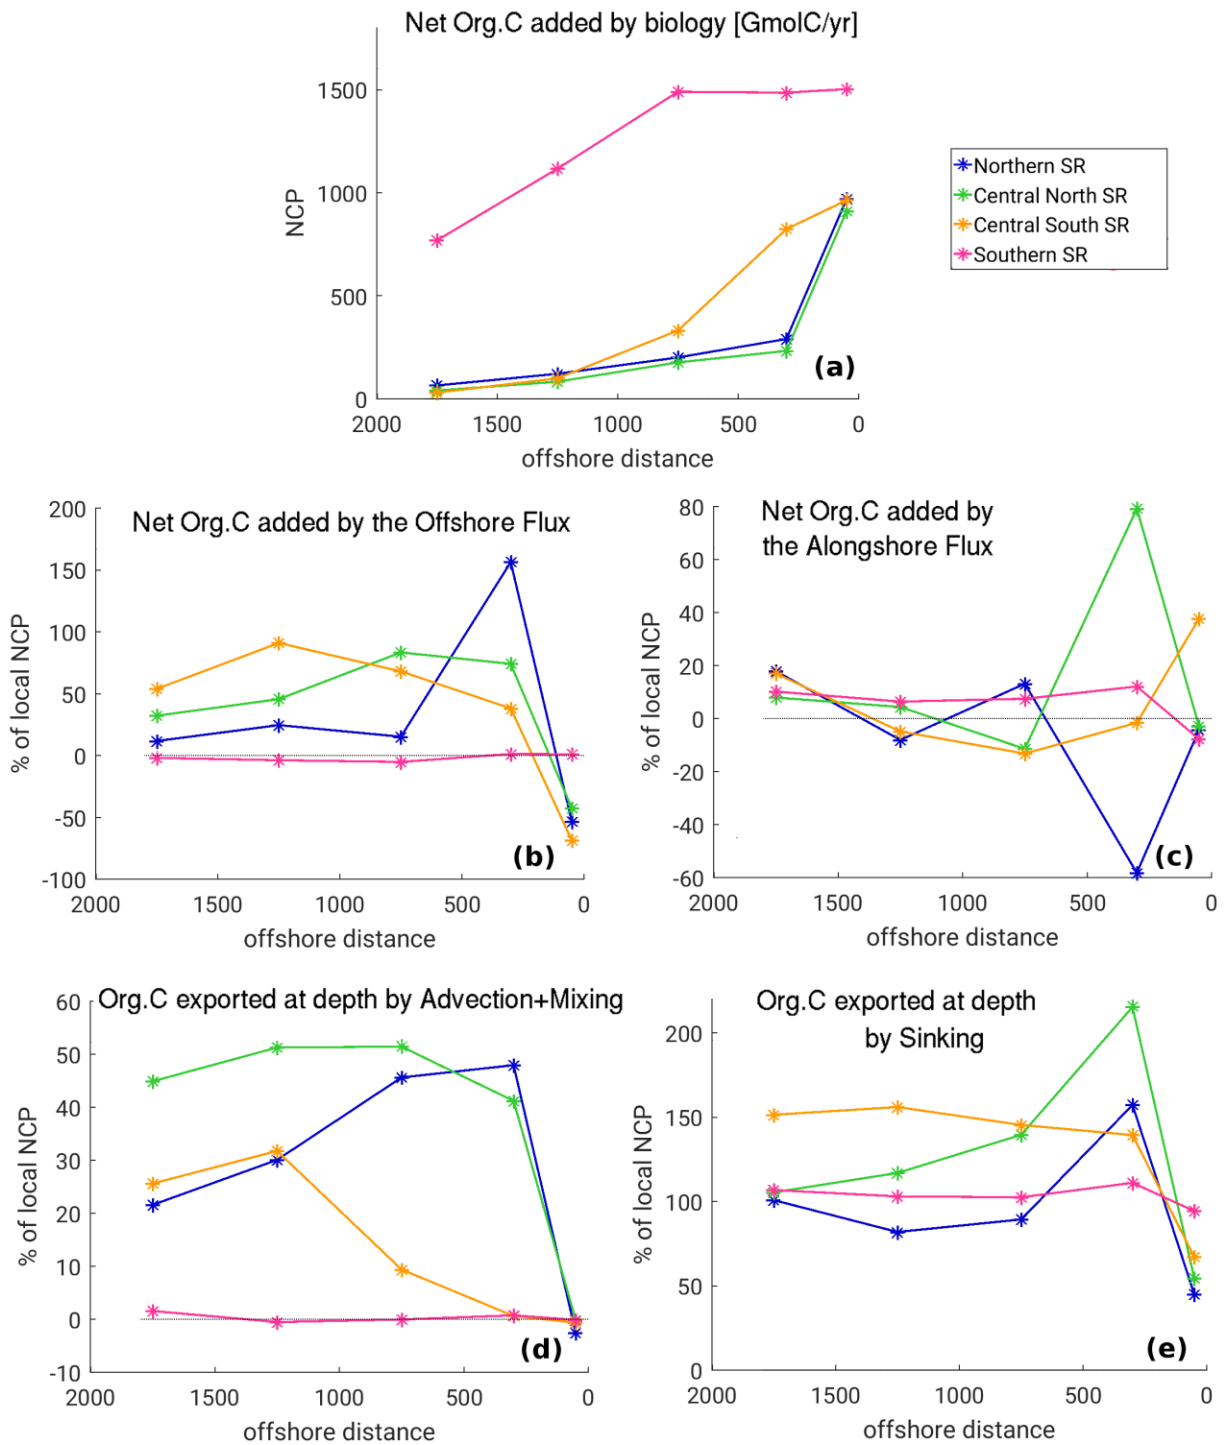 Net Org.C added by biology [GmolC/yr]
NCP
1500
1000
500
0
2000 1500 1000 500 0
offshore distance
(a)
Northern SR
Central North SR
Central South SR
Southern SR
Net Org.C added by the Offshore Flux
% of local NCP
200
150
100
50
0
-50
-100
2000 1500 1000 500 0
offshore distance
(b)
Net Org.C added by
the Alongshore Flux
% of local NCP
80
60
40
20
0
-20
-40
-60
2000 1500 1000 500 0
offshore distance
(c)
Org.C exported at depth by Advection+Mixing
% of local NCP
60
50
40
30
20
10
0
-10
2000 1500 1000 500 0
offshore distance
(d)
Org.C exported at depth
by Sinking
% of local NCP
200
150
100
50
0
2000 1500 1000 500 0
offshore distance
(e)